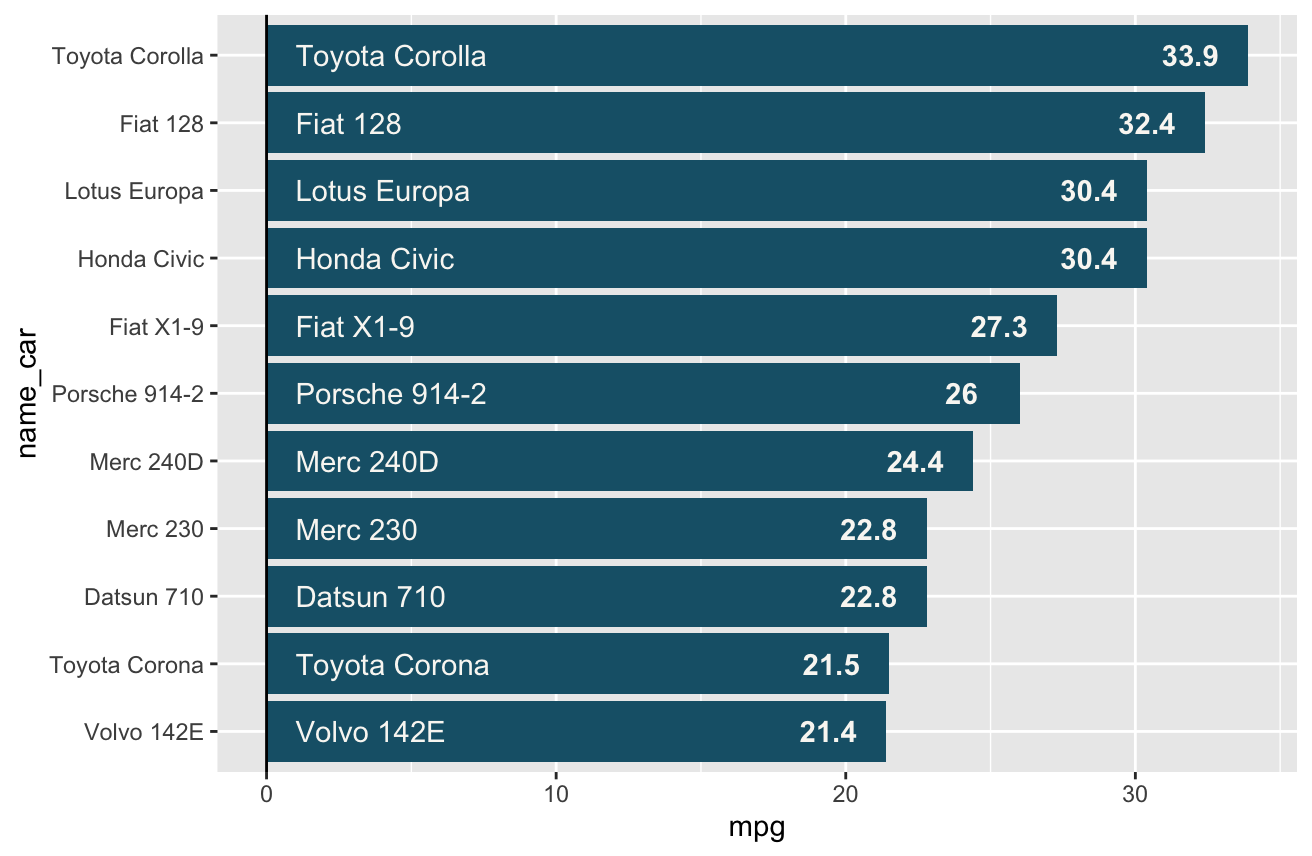 Toyota Corolla Toyota Corolla 33.9
Fiat 128 Fiat 128 32.4
Lotus Europa Lotus Europa 30.4
Honda Civic Honda Civic 30.4
Fiat X1-9 Fiat X1-9 27.3
Porsche 914-2 Porsche 914-2 26
Merc 240D Merc 240D 24.4
Merc 230 Merc 230 22.8
Datsun 710 Datsun 710 22.8
Toyota Corona Toyota Corona 21.5
Volvo 142E Volvo 142E 21.4
name_car
0 10 20 30
mpg